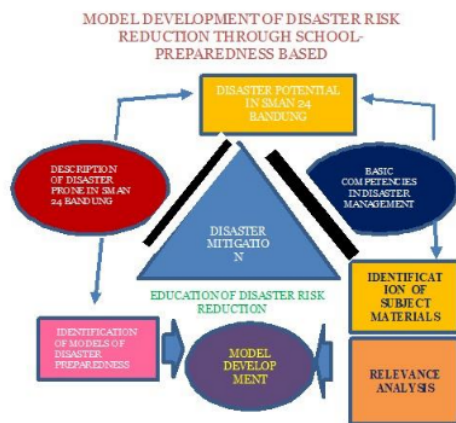 MODEL DEVELOPMENT OF DISASTER RISK
REDUCTION THROUGH SCHOOL-
PREPAREDNESS BASED
DISASTER POTENTIAL
IN SMAN 24
BANDUNG
DESCRIPTION
OF DISASTER
PRONE IN SMAN
24 BANDUNG
BASIC
COMPETENCIES
IN DISASTER
MANAGEMENT
DISASTER
MITIGATIO
N
EDUCATION OF DISASTER RISK
REDUCTION
IDENTIFICAT
ION OF
SUBJECT
MATERIALS
IDENTIFICATION
OF MODELS OF
DISASTER
PREPAREDNESS
MODEL
DEVELOP
MENT
RELEVANCE
ANALYSIS